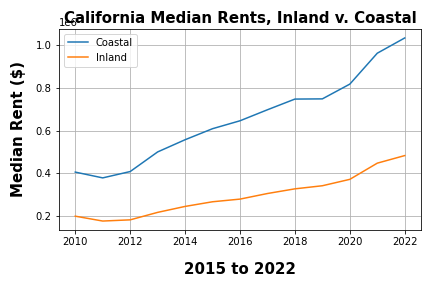 California Median Rents, Inland v. Coastal
1e6
Coastal
Inland
Median Rent ($)
1.0
0.8
0.6
0.4
0.2
2010 2012 2014 2016 2018 2020 2022
2015 to 2022